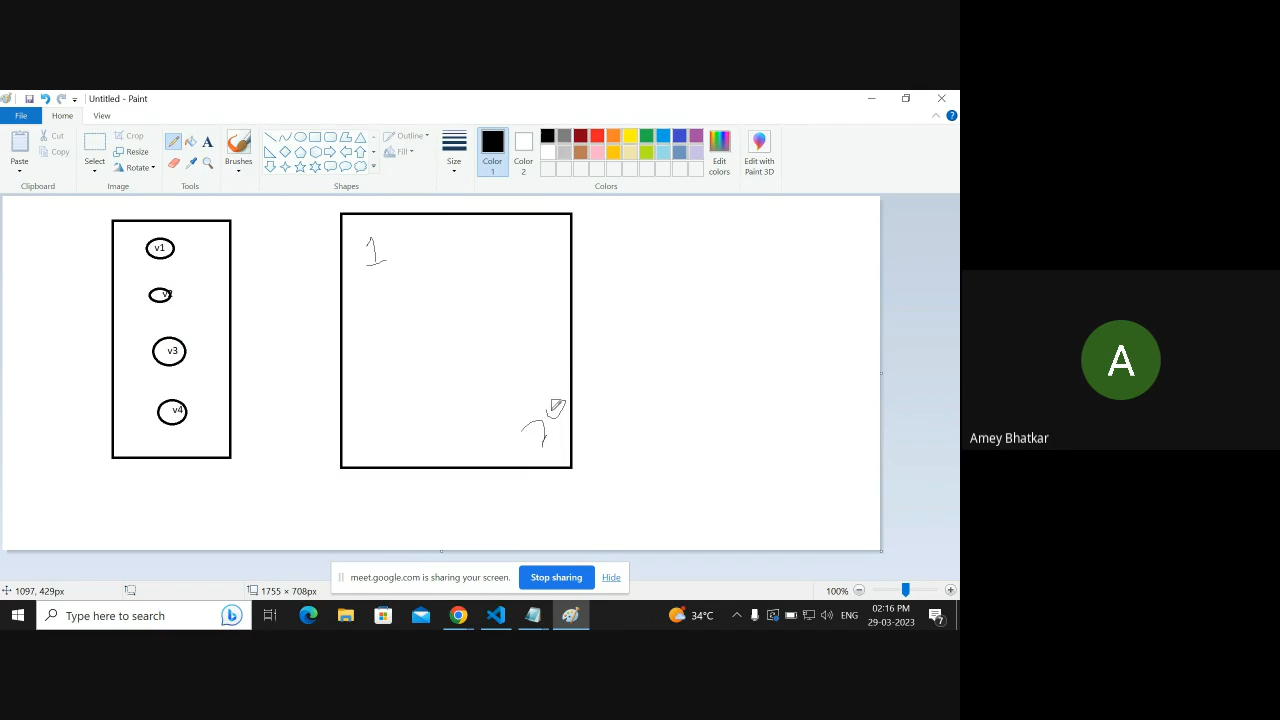 Untitled - Paint
File Home View
Paste
Cut
Copy
Clipboard
Select
Crop
Resize
Rotate
Image
A
Tools
Brushes
Shapes
Outline
Fill
Size
Color 1
Color 2
Colors
Edit colors
Edit with Paint 3D
v1
v2
v3
v4
1
A
Amey Bhatkar
meet.google.com is sharing your screen. Stop sharing Hide
1097, 429px
1755 × 708px
100%
Type here to search
34°C
ENG
02:16 PM
29-03-2023
7